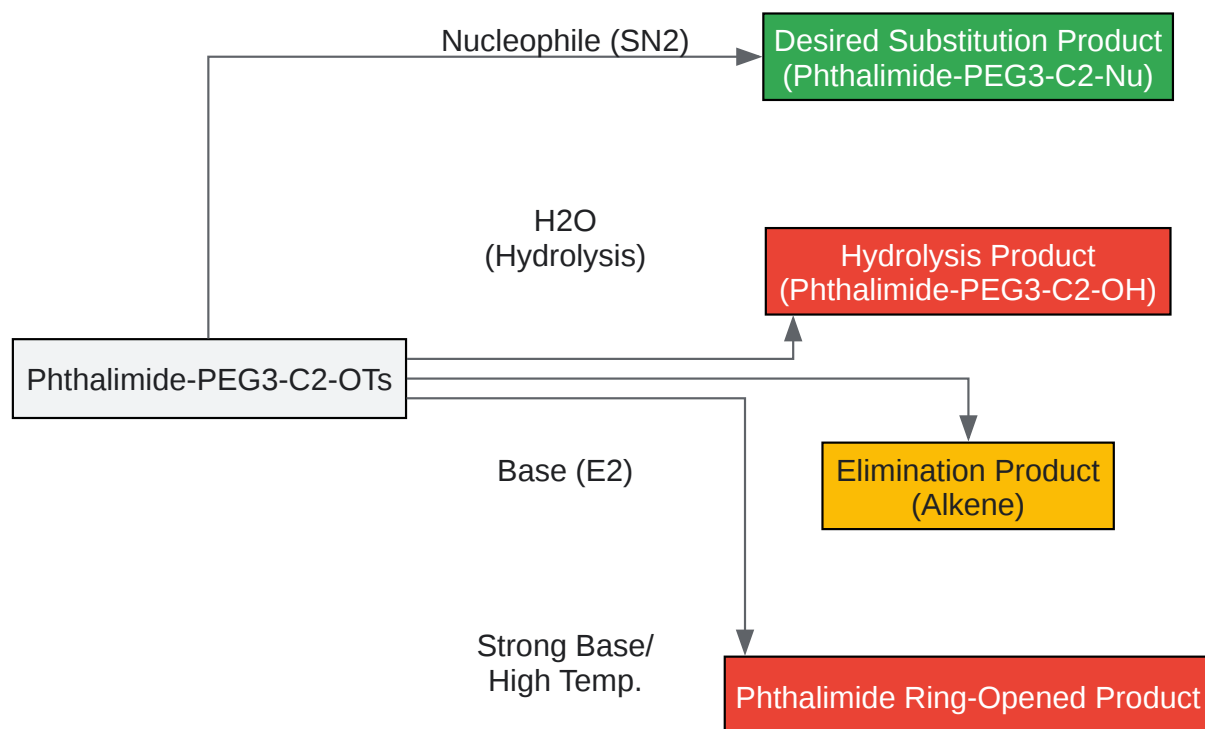 Nucleophile (SN2)
Desired Substitution Product
(Phthalimide-PEG3-C2-Nu)
H2O
(Hydrolysis)
Hydrolysis Product
(Phthalimide-PEG3-C2-OH)
Phthalimide-PEG3-C2-OTs
Base (E2)
Elimination Product
(Alkene)
Strong Base/
High Temp.
Phthalimide Ring-Opened Product